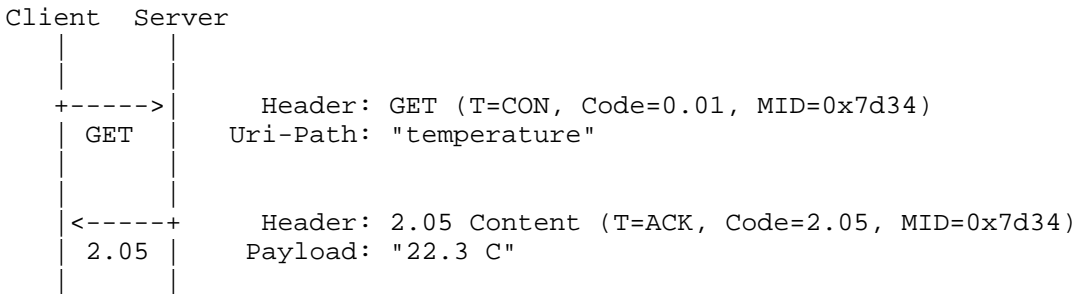 Client  Server
Header: GET (T=CON, Code=0.01, MID=0x7d34)
GET  Uri-Path: "temperature"
Header: 2.05 Content (T=ACK, Code=2.05, MID=0x7d34)
2.05  Payload: "22.3 C"